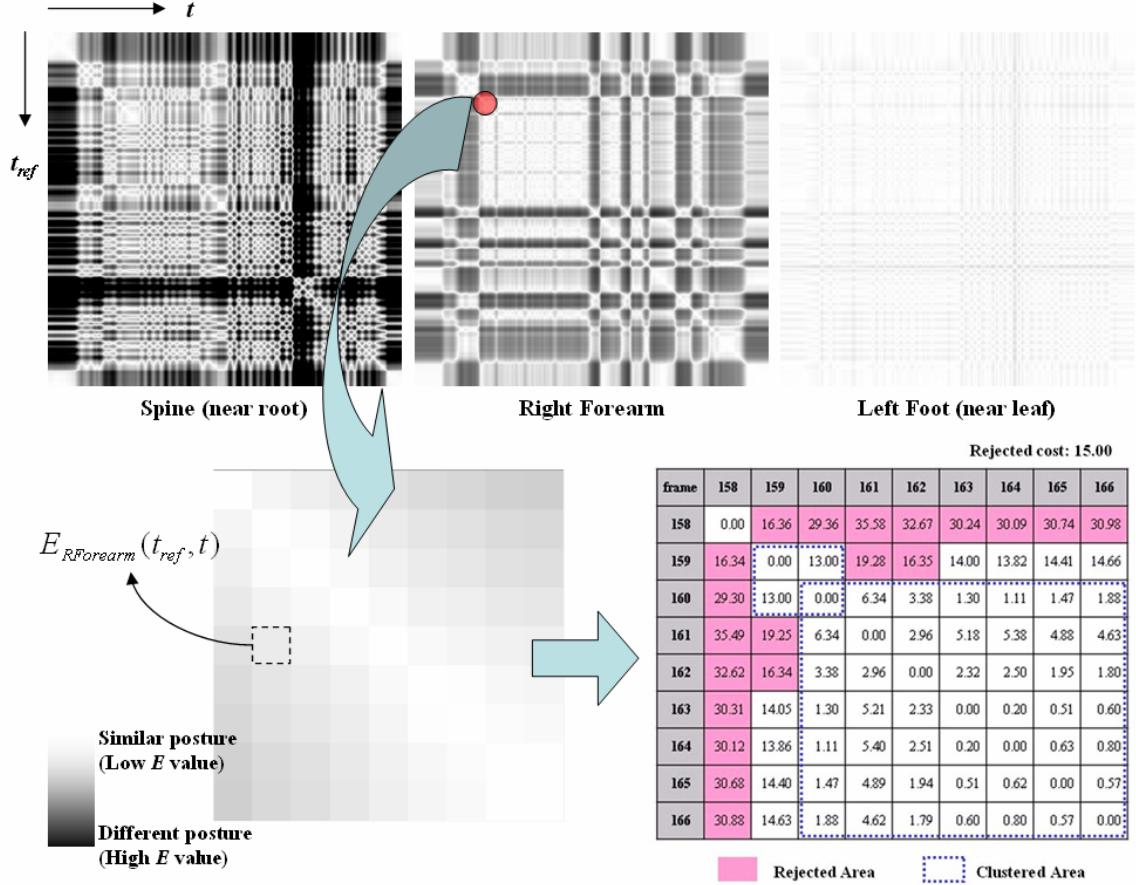 t
t_ref
Spine (near root)
Right Forearm
Left Foot (near leaf)
E_RForearm(t_ref, t)
Similar posture
(Low E value)
Different posture
(High E value)
Rejected cost: 15.00
frame 158 159 160 161 162 163 164 165 166
158 0.00 16.36 29.36 35.58 32.67 30.24 30.09 30.74 30.98
159 16.34 0.00 13.00 19.28 16.35 14.00 13.82 14.41 14.66
160 29.30 13.00 0.00 6.34 3.38 1.30 1.11 1.47 1.88
161 35.49 19.25 6.34 0.00 2.96 5.18 5.38 4.88 4.63
162 32.62 16.34 3.38 2.96 0.00 2.32 2.50 1.95 1.80
163 30.31 14.05 1.30 5.21 2.33 0.00 0.20 0.51 0.60
164 30.12 13.86 1.11 5.40 2.51 0.20 0.00 0.63 0.80
165 30.68 14.40 1.47 4.89 1.94 0.51 0.62 0.00 0.57
166 30.88 14.63 1.88 4.62 1.79 0.60 0.80 0.57 0.00
Rejected Area
Clustered Area